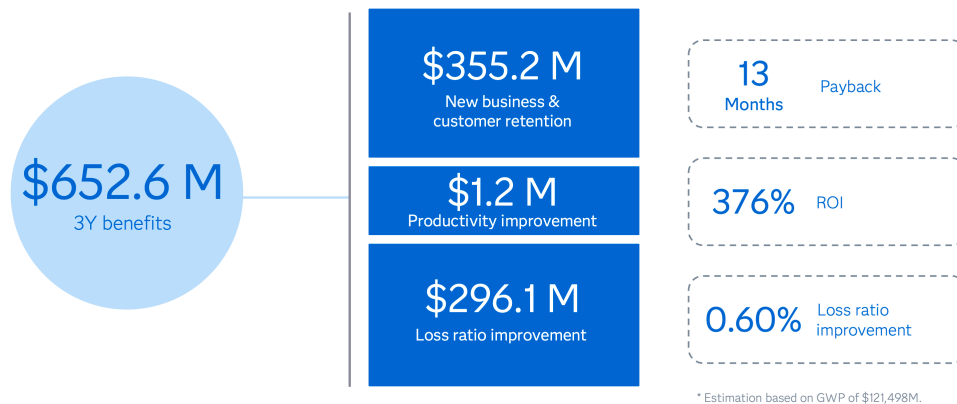 $652.6 M
3Y benefits
$355.2 M
New business &
customer retention
$1.2 M
Productivity improvement
$296.1 M
Loss ratio improvement
13
Months
Payback
376%
ROI
0.60%
Loss ratio
improvement
* Estimation based on GWP of $121,498M.